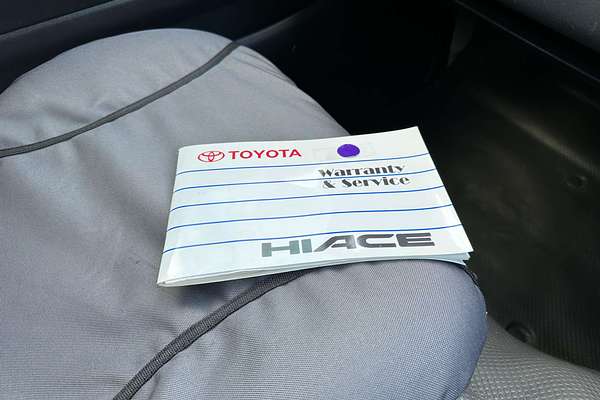 TOYOTA
Warranty
& Service
HIACE